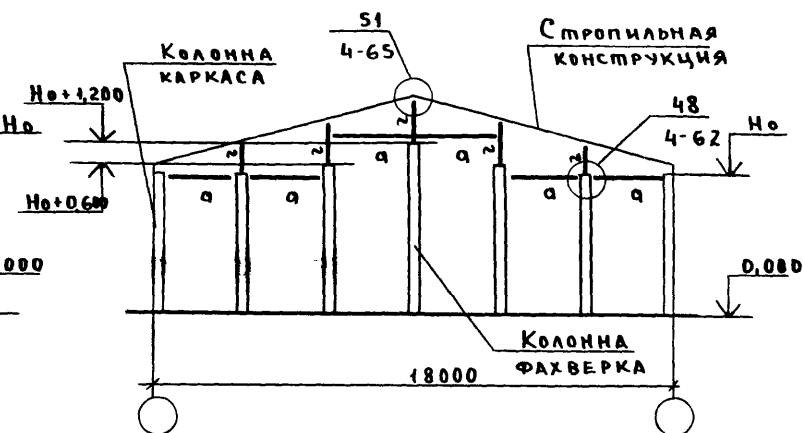 51
4-65
Стропильная
конструкция
Колонна
каркаса
Но+1,200
Но
48
4-62
Но
г
г
г
г
г
а
а
а
а
а
а
Но+0,600
000
0,000
Колонна
фахверка
18000